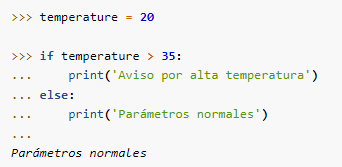 >>> temperature = 20
>>> if temperature > 35:
...     print('Aviso por alta temperatura')
... else:
...     print('Parámetros normales')
...
Parámetros normales